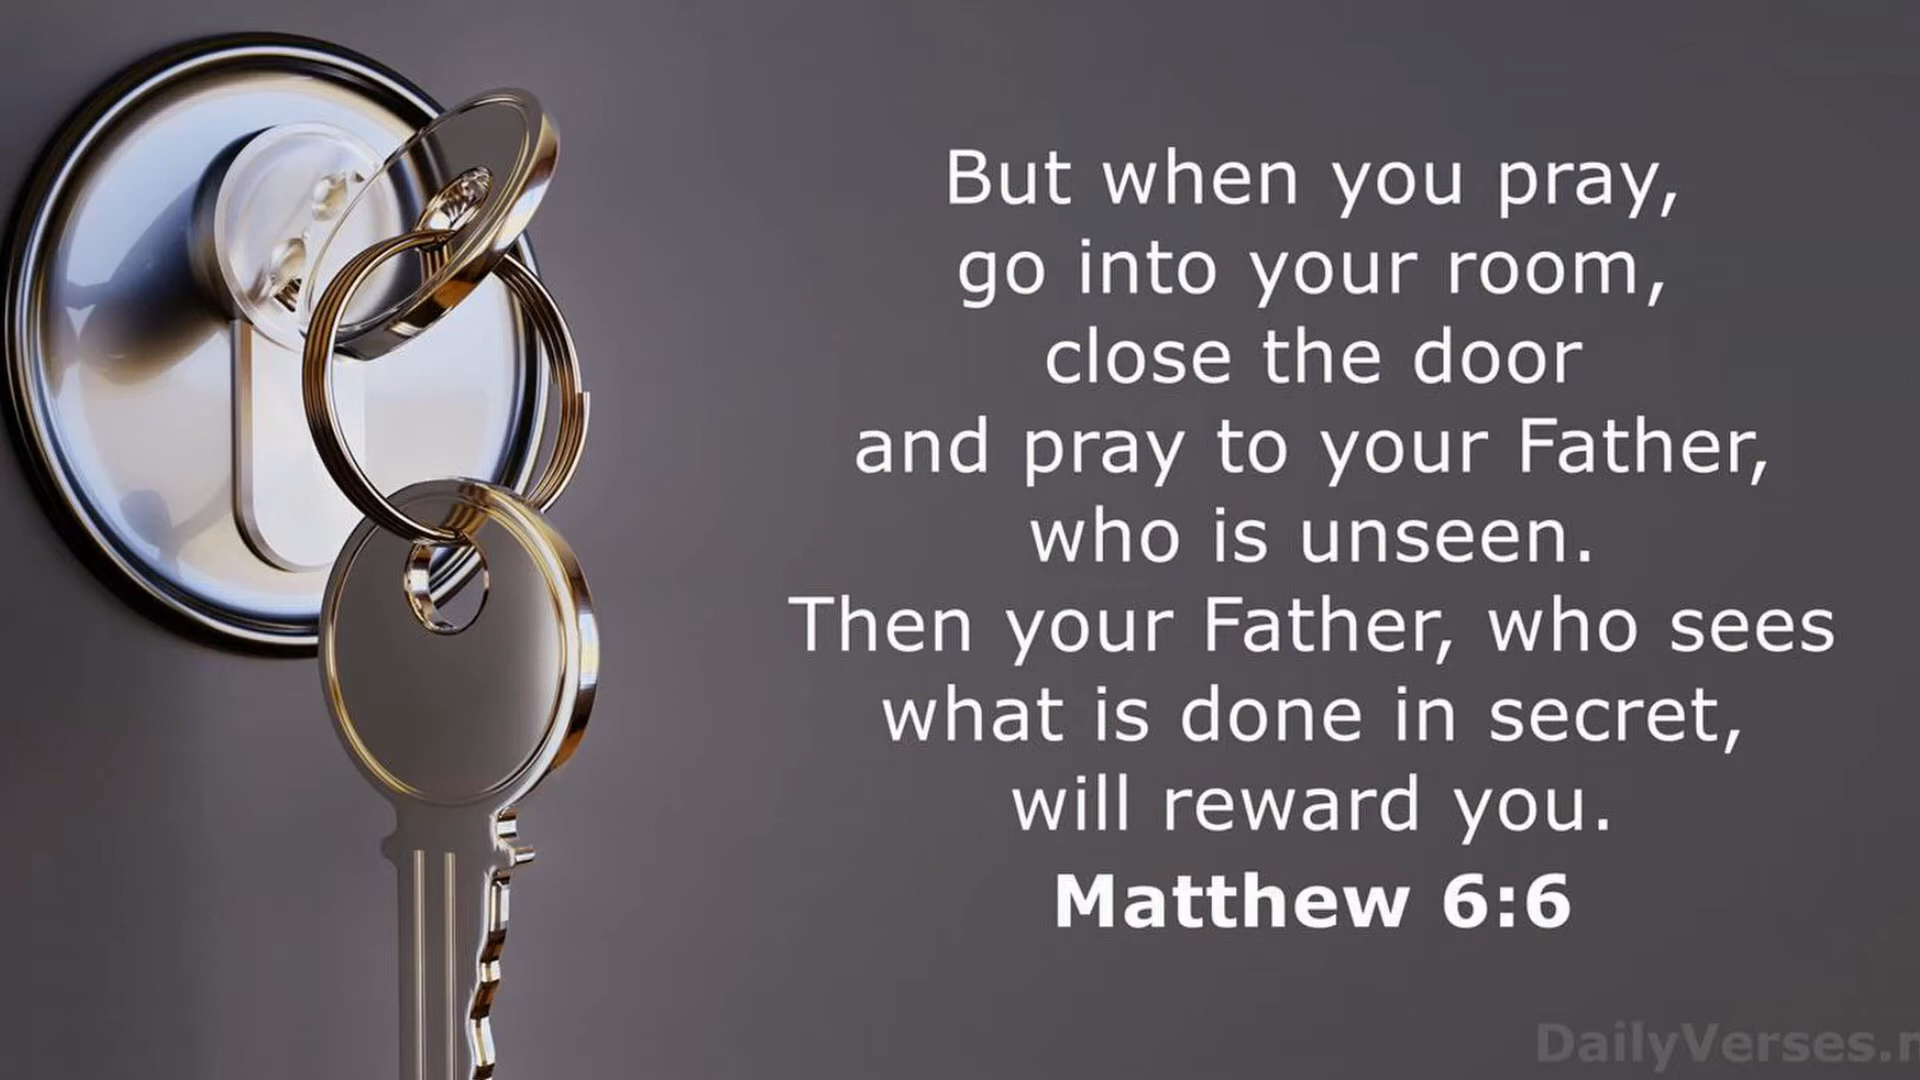 But when you pray,
go into your room,
close the door
and pray to your Father,
who is unseen.
Then your Father, who sees
what is done in secret,
will reward you.
Matthew 6:6
DailyVerses.n